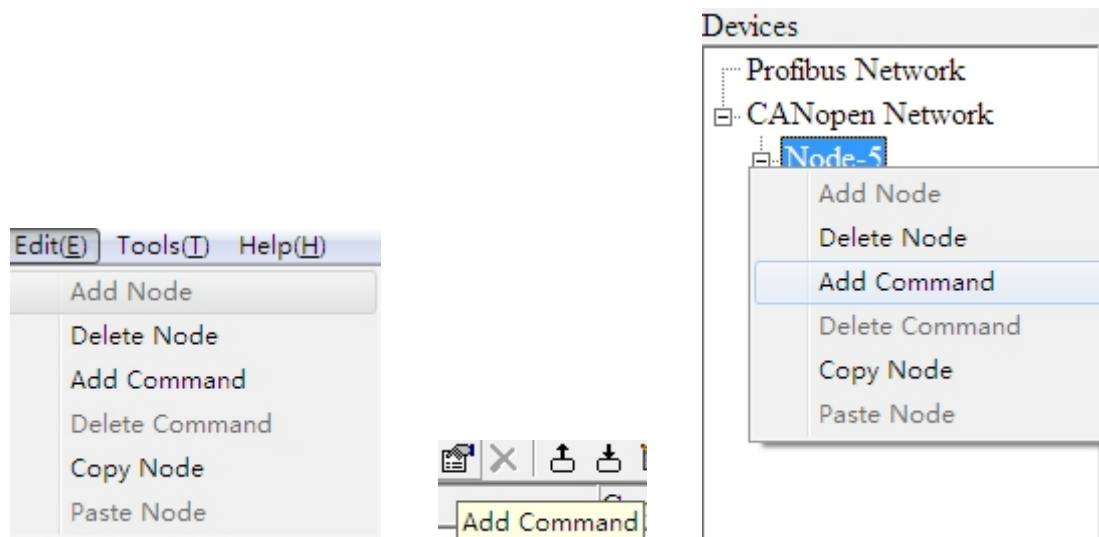 Edit(E) Tools(T) Help(H)
Add Node
Delete Node
Add Command
Delete Command
Copy Node
Paste Node
Add Command
Devices
Profibus Network
CANopen Network
Node-5
Add Node
Delete Node
Add Command
Delete Command
Copy Node
Paste Node